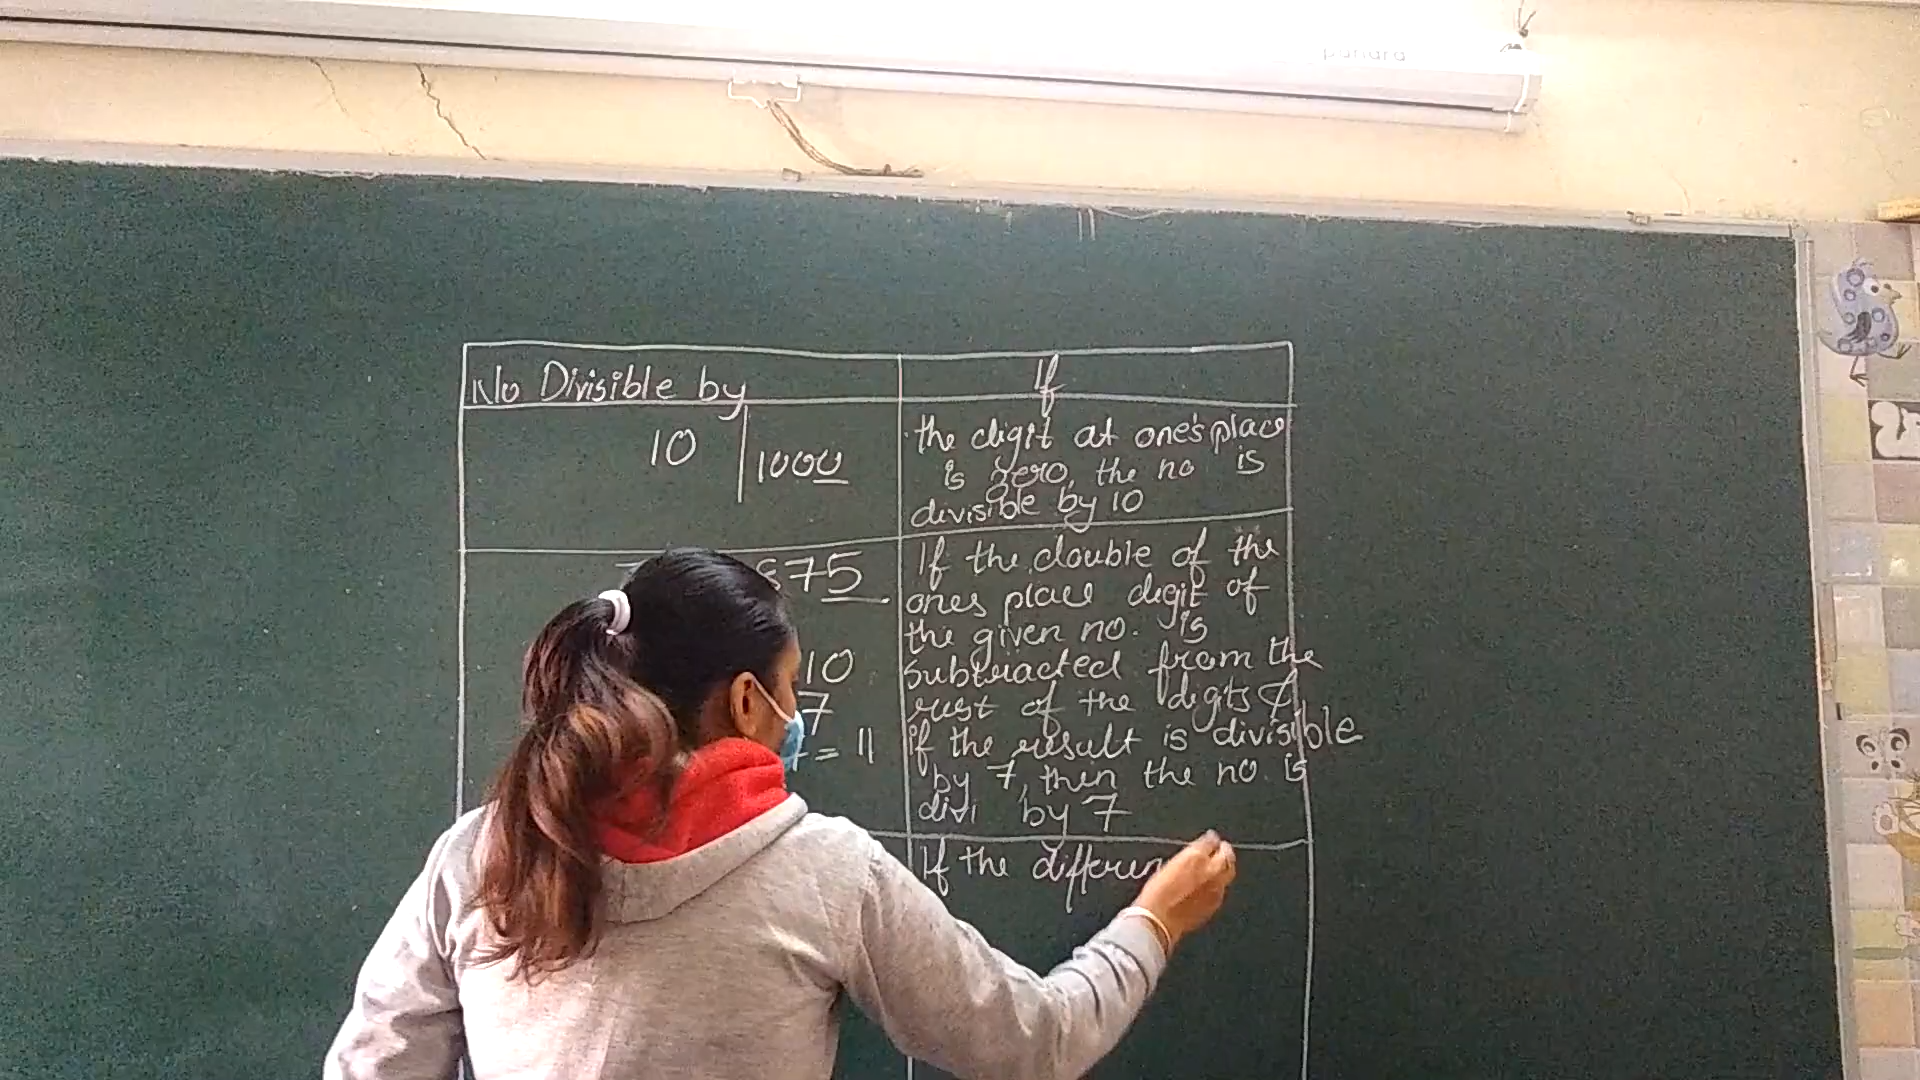 No Divisible by
If
10
1000
the digit at one's place
is zero, the no is
divisible by 10
875
If the double of the
ones place digit of
the given no. is
10
subtracted from the
7
rest of the digits &
= 11
if the result is divisible
by 7, then the no. is
divi by 7
If the differen